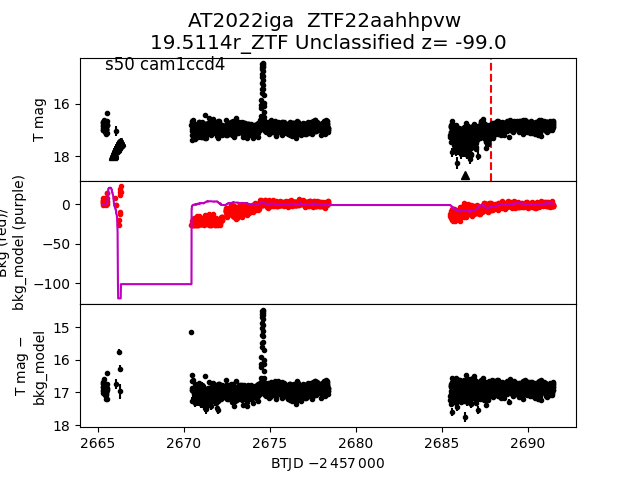 AT2022iga ZTF22aahhpvw
19.5114r_ZTF Unclassified z= -99.0
s50 cam1ccd4
T mag
16
18
Bkg (red)/
bkg_model (purple)
0
−50
−100
T mag −
bkg_model
15
16
17
18
2665 2670 2675 2680 2685 2690
BTJD −2 457 000